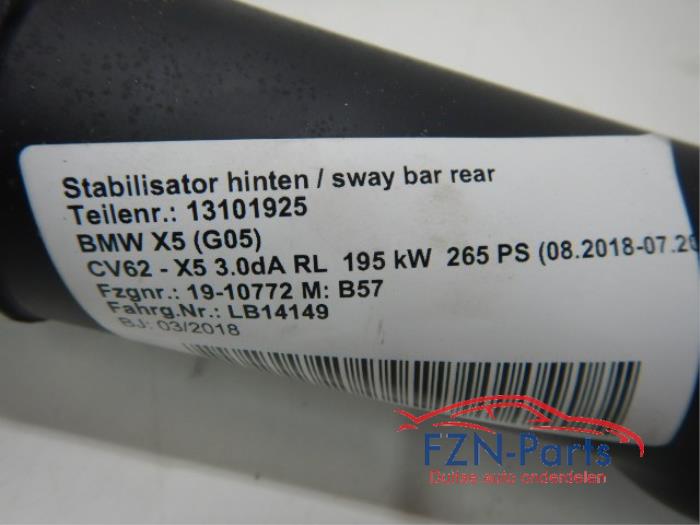 Stabilisator hinten / sway bar rear
Teilenr.: 13101925
BMW X5 (G05)
CV62 - X5 3.0dA RL 195 kW 265 PS (08.2018-07.20
Fzgnr.: 19-10772 M: B57
Fahrg.Nr.: LB14149
BJ: 03/2018
FZN-Parts
Duitse auto onderdelen